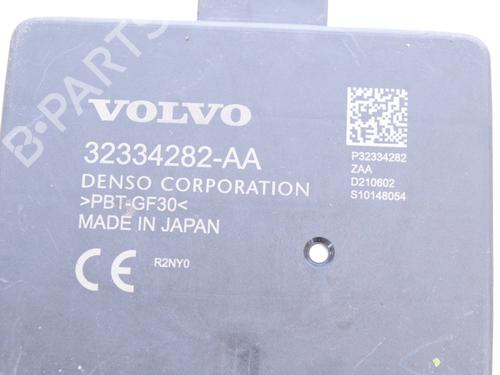 VOLVO
32334282-AA
DENSO CORPORATION
>PBT-GF30<
MADE IN JAPAN
CE
R2NY0
P32334282
ZAA
D210602
S10148054
B-PARTS